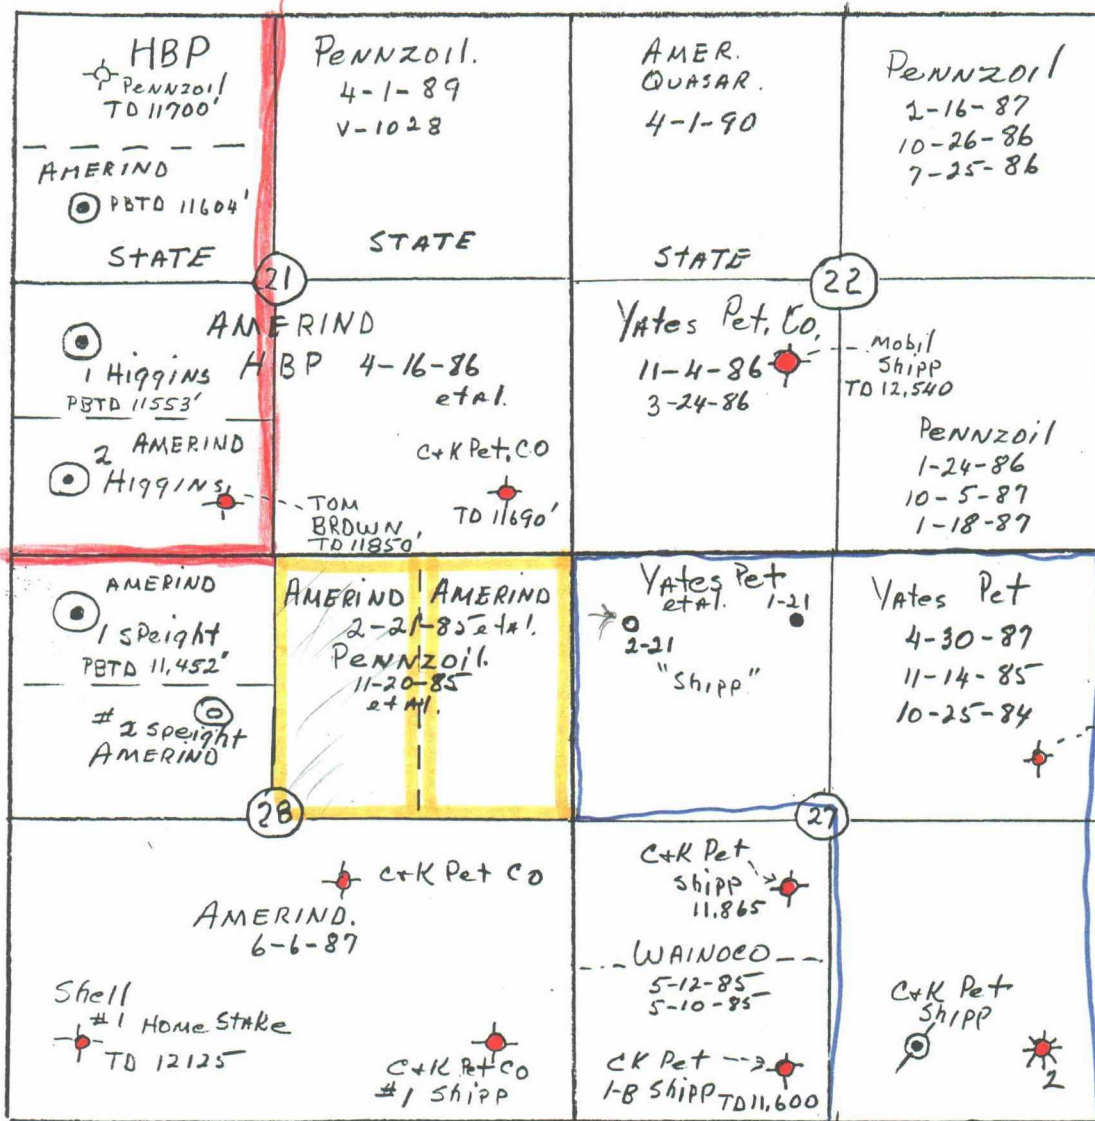 HBP
PENNZOIl
TD 11700'
AMERIND
PBTD 11604'
STATE
PENNZOIl.
4-1-89
V-1028
STATE
21
AMER.
QUASAR.
4-1-90
STATE
PENNZOIl
2-16-87
10-26-86
7-25-86
22
AMERIND
HBP 4-16-86
et Al.
1 Higgins
PBTD 11553'
AMERIND
2 HIGGINS
TOM
BROWN
TD 11850'
C+K Pet. CO
TD 11690'
YAtes Pet. Co.
11-4-86
3-24-86
Mobil
Shipp
TD 12,540
PENNZOil
1-24-86
10-5-87
1-18-87
AMERIND
1 SPeight
PBTD 11,452'
# 2 Speight
AMERIND
AMERIND
AMERIND
2-21-85 et Al.
PENNZOIl.
11-20-85
et Al.
28
YAtes Pet
et Al.
1-21
2-21
"Shipp"
YAtes Pet
4-30-87
11-14-85
10-25-84
27
C+K Pet Co
AMERIND.
6-6-87
Shell
#1 HOME STAKe
TD 12125
C+K Pet CO
#1 Shipp
C+K Pet
Shipp
11,865
WAINOCO
5-12-85
5-10-85
CK Pet
1-B Shipp TD 11,600
C+K Pet
Shipp
2